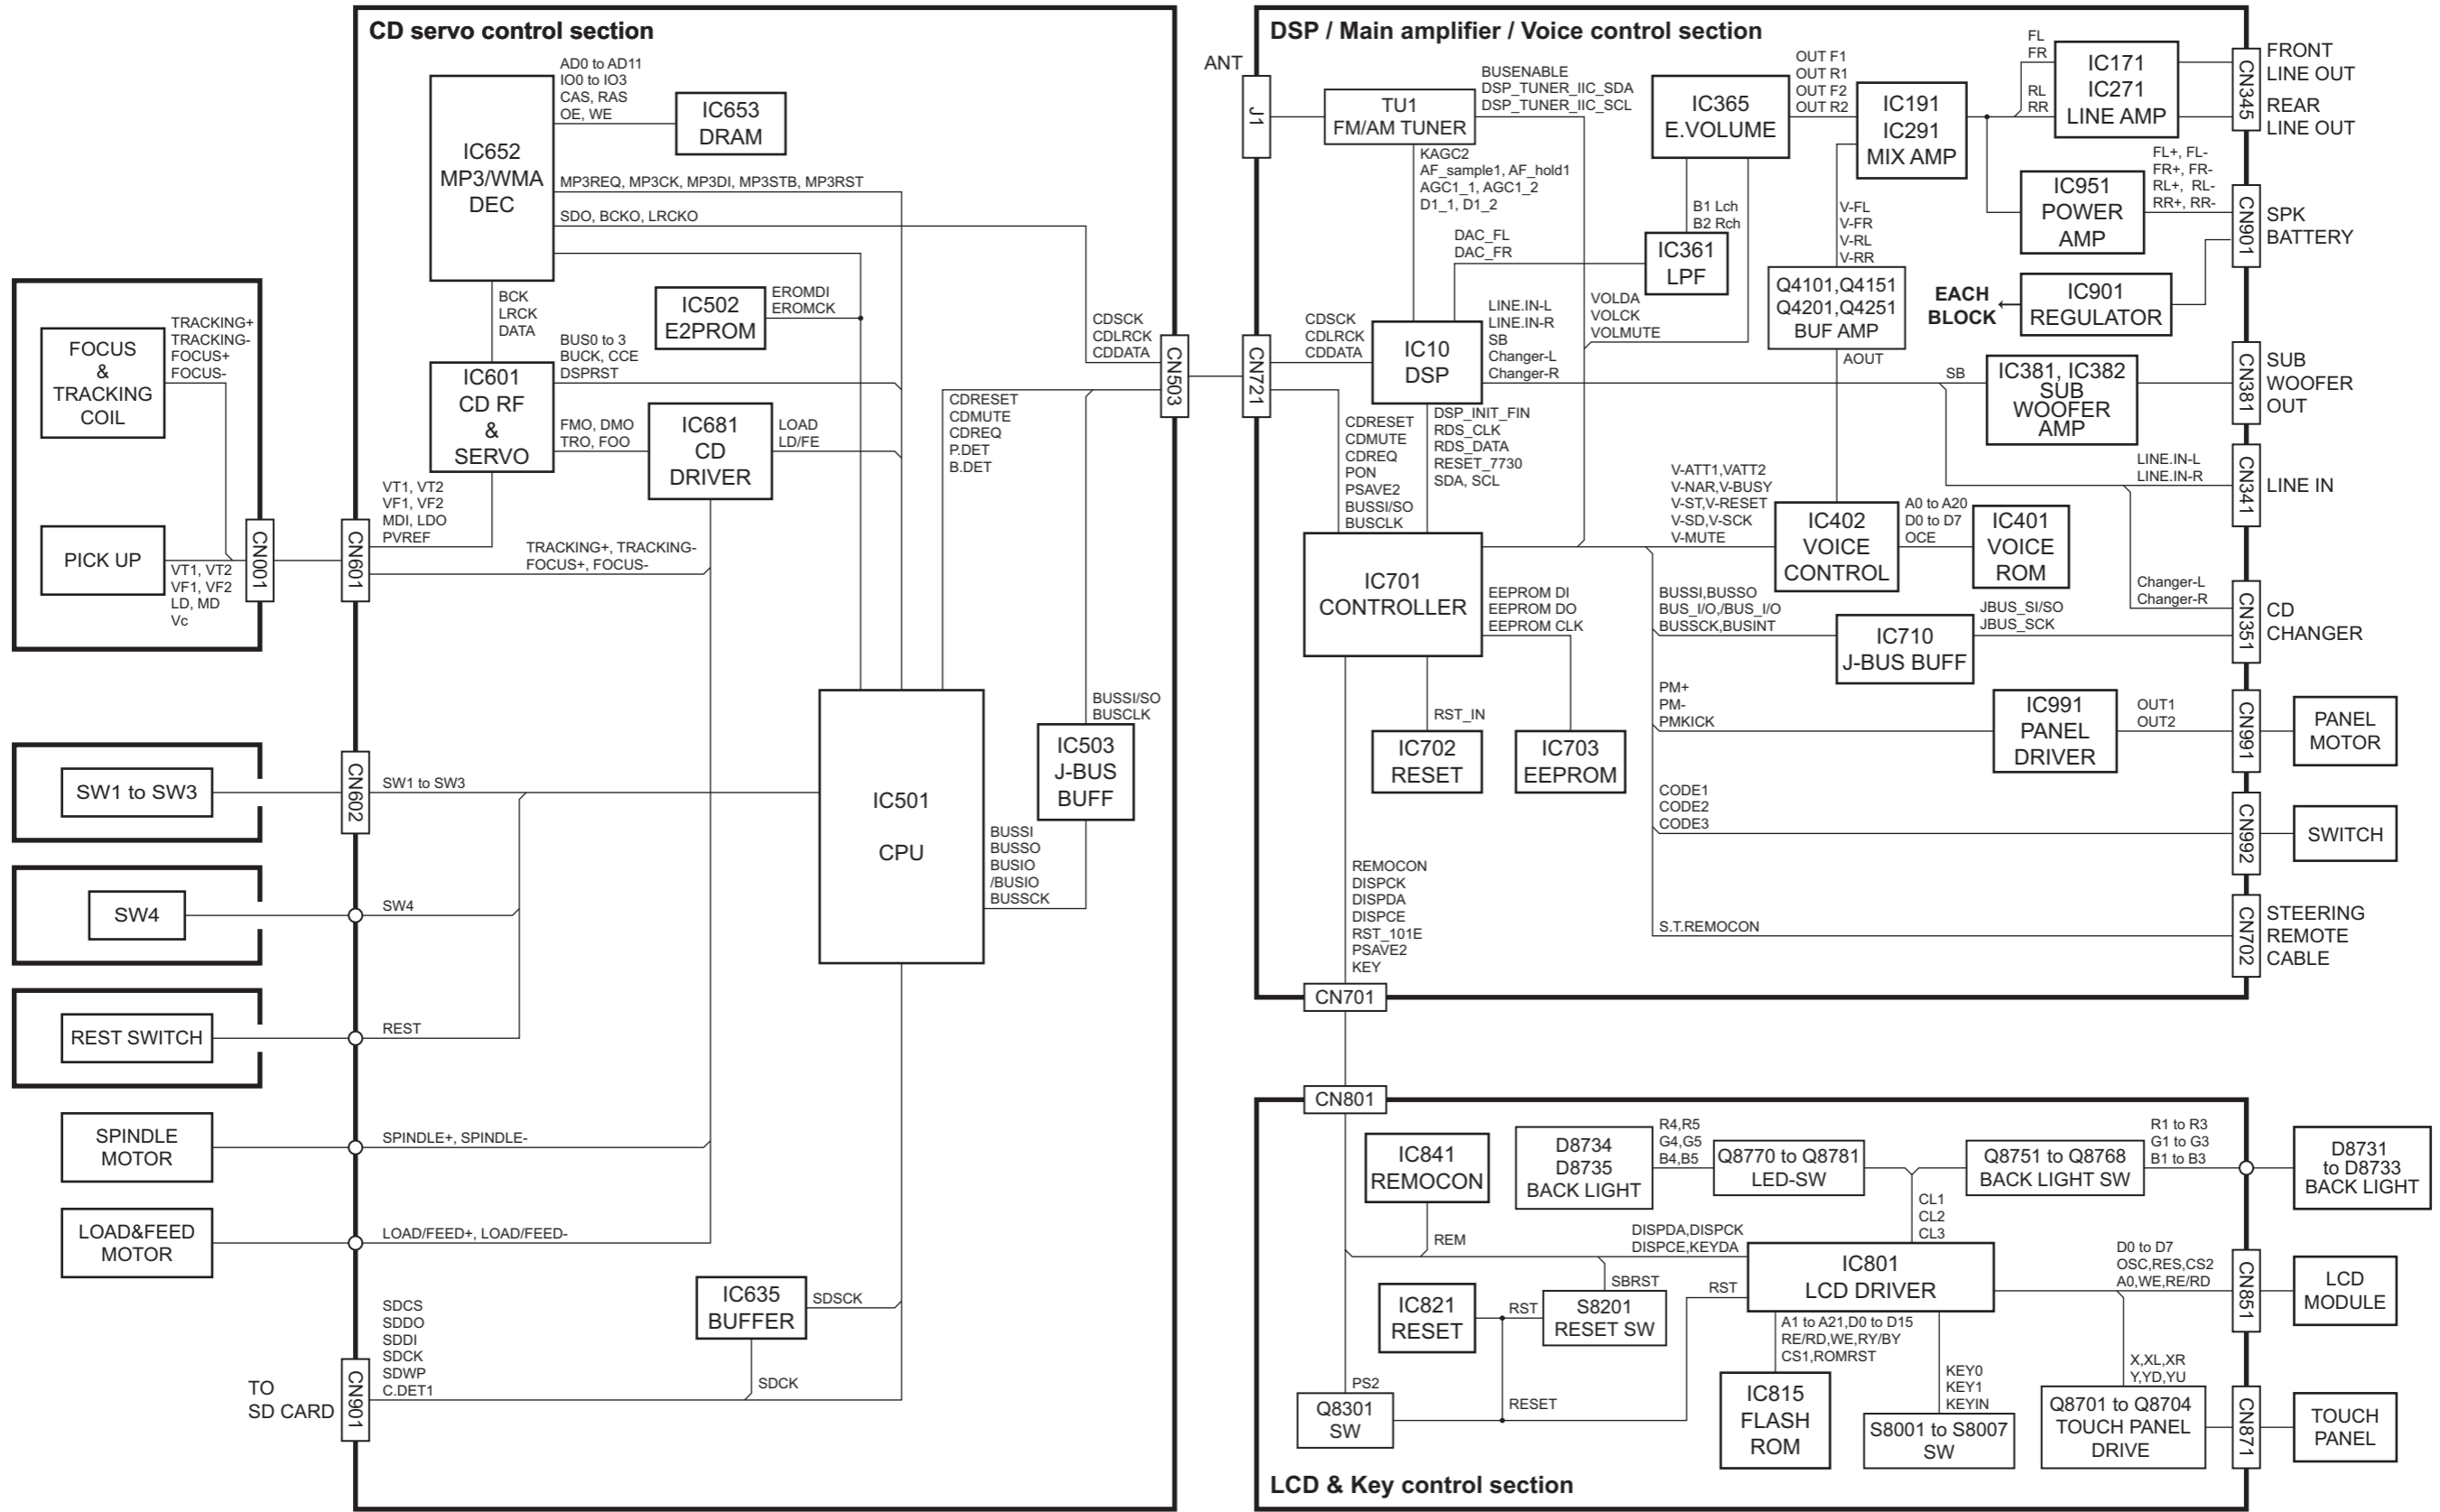 CD servo control section
AD0 to AD11
IO0 to IO3
CAS, RAS
OE, WE
IC653
DRAM
IC652
MP3/WMA
DEC
MP3REQ, MP3CK, MP3DI, MP3STB, MP3RST
SDO, BCKO, LRCKO
BCK
LRCK
DATA
IC502
E2PROM
EROMDI
EROMCK
BUS0 to 3
BUCK, CCE
DSPRST
IC601
CD RF
&
SERVO
FMO, DMO
TRO, FOO
IC681
CD
DRIVER
LOAD
LD/FE
CDSCK
CDLRCK
CDDATA
CN503
CDRESET
CDMUTE
CDREQ
P.DET
B.DET
FOCUS
&
TRACKING
COIL
TRACKING+
TRACKING-
FOCUS+
FOCUS-
PICK UP
VT1, VT2
VF1, VF2
LD, MD
Vc
CN001
CN601
VT1, VT2
VF1, VF2
MDI, LDO
PVREF
TRACKING+, TRACKING-
FOCUS+, FOCUS-
SW1 to SW3
CN602
SW1 to SW3
SW4
SW4
REST SWITCH
REST
SPINDLE
MOTOR
SPINDLE+, SPINDLE-
LOAD&FEED
MOTOR
LOAD/FEED+, LOAD/FEED-
IC501
CPU
BUSSI/SO
BUSCLK
IC503
J-BUS
BUFF
BUSSI
BUSSO
BUSIO
/BUSIO
BUSSCK
IC635
BUFFER
SDSCK
SDCK
SDCS
SDDO
SDDI
SDCK
SDWP
C.DET1
TO
SD CARD
CN901
DSP / Main amplifier / Voice control section
ANT
J1
TU1
FM/AM TUNER
BUSENABLE
DSP_TUNER_IIC_SDA
DSP_TUNER_IIC_SCL
KAGC2
AF_sample1, AF_hold1
AGC1_1, AGC1_2
D1_1, D1_2
IC365
E.VOLUME
OUT F1
OUT R1
OUT F2
OUT R2
IC191
IC291
MIX AMP
FL
FR
RL
RR
IC171
IC271
LINE AMP
CN345
FRONT
LINE OUT
REAR
LINE OUT
FL+, FL-
FR+, FR-
RL+, RL-
RR+, RR-
IC951
POWER
AMP
CN901
SPK
BATTERY
B1 Lch
B2 Rch
DAC_FL
DAC_FR
IC361
LPF
V-FL
V-FR
V-RL
V-RR
Q4101,Q4151
Q4201,Q4251
BUF AMP
AOUT
EACH
BLOCK
IC901
REGULATOR
VOLDA
VOLCK
VOLMUTE
CN721
CDSCK
CDLRCK
CDDATA
IC10
DSP
LINE.IN-L
LINE.IN-R
SB
Changer-L
Changer-R
SB
IC381, IC382
SUB
WOOFER
AMP
CN381
SUB
WOOFER
OUT
CDRESET
CDMUTE
CDREQ
PON
PSAVE2
BUSSI/SO
BUSCLK
DSP_INIT_FIN
RDS_CLK
RDS_DATA
RESET_7730
SDA, SCL
LINE.IN-L
LINE.IN-R
CN341
LINE IN
V-ATT1,VATT2
V-NAR,V-BUSY
V-ST,V-RESET
V-SD,V-SCK
V-MUTE
IC402
VOICE
CONTROL
A0 to A20
D0 to D7
OCE
IC401
VOICE
ROM
IC701
CONTROLLER
EEPROM DI
EEPROM DO
EEPROM CLK
BUSSI,BUSSO
BUS_I/O,/BUS_I/O
BUSSCK,BUSINT
IC710
J-BUS BUFF
JBUS_SI/SO
JBUS_SCK
Changer-L
Changer-R
CN351
CD
CHANGER
RST_IN
IC702
RESET
IC703
EEPROM
PM+
PM-
PMKICK
IC991
PANEL
DRIVER
OUT1
OUT2
CN991
PANEL
MOTOR
CODE1
CODE2
CODE3
CN992
SWITCH
S.T.REMOCON
CN702
STEERING
REMOTE
CABLE
REMOCON
DISPCK
DISPDA
DISPCE
RST_101E
PSAVE2
KEY
CN701
CN801
IC841
REMOCON
REM
D8734
D8735
BACK LIGHT
R4,R5
G4,G5
B4,B5
Q8770 to Q8781
LED-SW
Q8751 to Q8768
BACK LIGHT SW
R1 to R3
G1 to G3
B1 to B3
D8731
to D8733
BACK LIGHT
CL1
CL2
CL3
DISPDA,DISPCK
DISPCE,KEYDA
IC801
LCD DRIVER
D0 to D7
OSC,RES,CS2
A0,WE,RE/RD
CN851
LCD
MODULE
IC821
RESET
RST
SBRST
S8201
RESET SW
RST
A1 to A21,D0 to D15
RE/RD,WE,RY/BY
CS1,ROMRST
IC815
FLASH
ROM
KEY0
KEY1
KEYIN
S8001 to S8007
SW
X,XL,XR
Y,YD,YU
Q8701 to Q8704
TOUCH PANEL
DRIVE
CN871
TOUCH
PANEL
PS2
Q8301
SW
RESET
LCD & Key control section